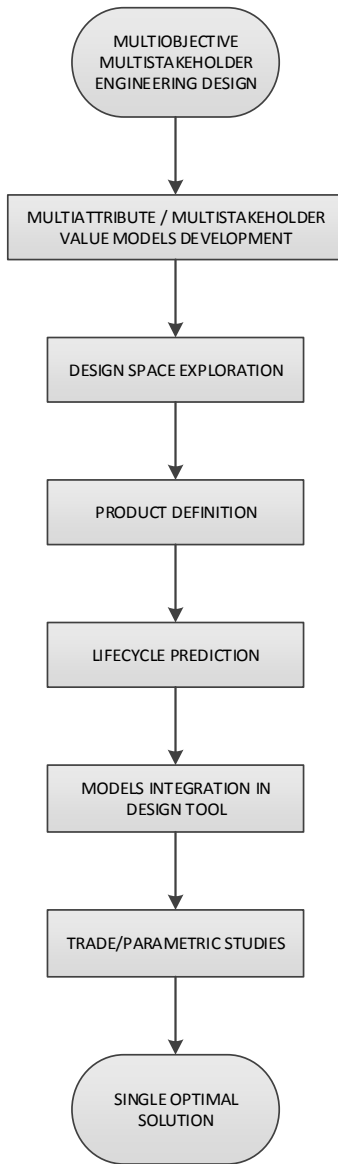 MULTIOBJECTIVE
MULTISTAKEHOLDER
ENGINEERING DESIGN
MULTIATTRIBUTE / MULTISTAKEHOLDER
VALUE MODELS DEVELOPMENT
DESIGN SPACE EXPLORATION
PRODUCT DEFINITION
LIFECYCLE PREDICTION
MODELS INTEGRATION IN
DESIGN TOOL
TRADE/PARAMETRIC STUDIES
SINGLE OPTIMAL
SOLUTION